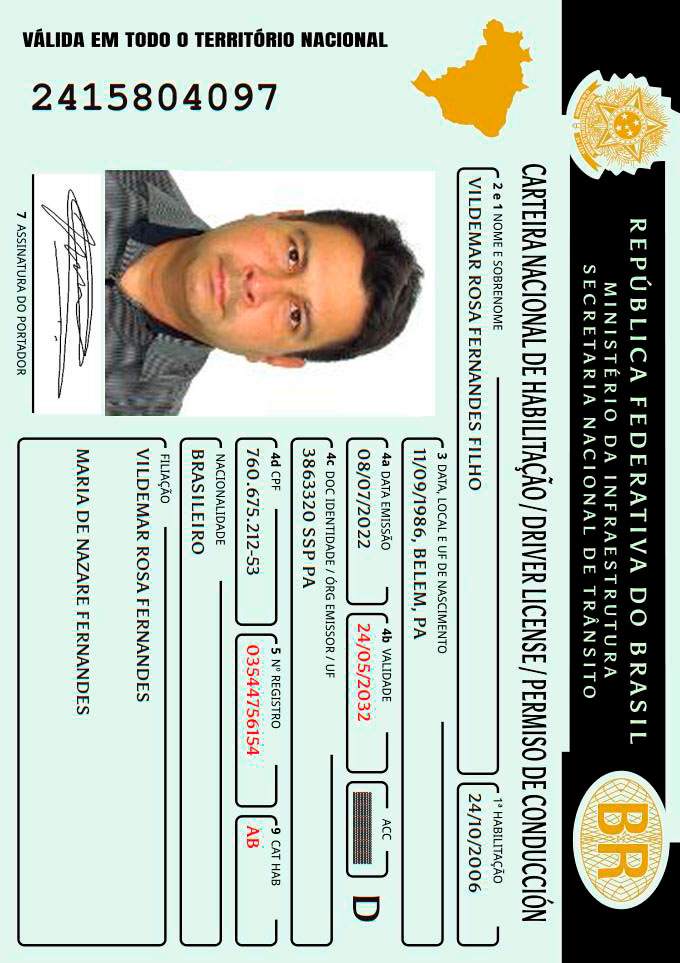 REPÚBLICA FEDERATIVA DO BRASIL
MINISTÉRIO DA INFRAESTRUTURA
SECRETARIA NACIONAL DE TRÂNSITO
BR
CARTEIRA NACIONAL DE HABILITAÇÃO / DRIVER LICENSE / PERMISO DE CONDUCCIÓN
2 e 1 NOME E SOBRENOME
VILDEMAR ROSA FERNANDES FILHO
1ª HABILITAÇÃO
24/10/2006
3 DATA, LOCAL E UF DE NASCIMENTO
11/09/1986, BELEM, PA
4a DATA EMISSÃO
08/07/2022
4b VALIDADE
24/05/2032
ACC
D
4c DOC IDENTIDADE / ÓRG EMISSOR / UF
3863320 SSP PA
4d CPF
760.675.212-53
5 Nº REGISTRO
03544756154
9 CAT HAB
AB
NACIONALIDADE
BRASILEIRO
FILIAÇÃO
VILDEMAR ROSA FERNANDES
MARIA DE NAZARE FERNANDES
7 ASSINATURA DO PORTADOR
VÁLIDA EM TODO O TERRITÓRIO NACIONAL
2415804097